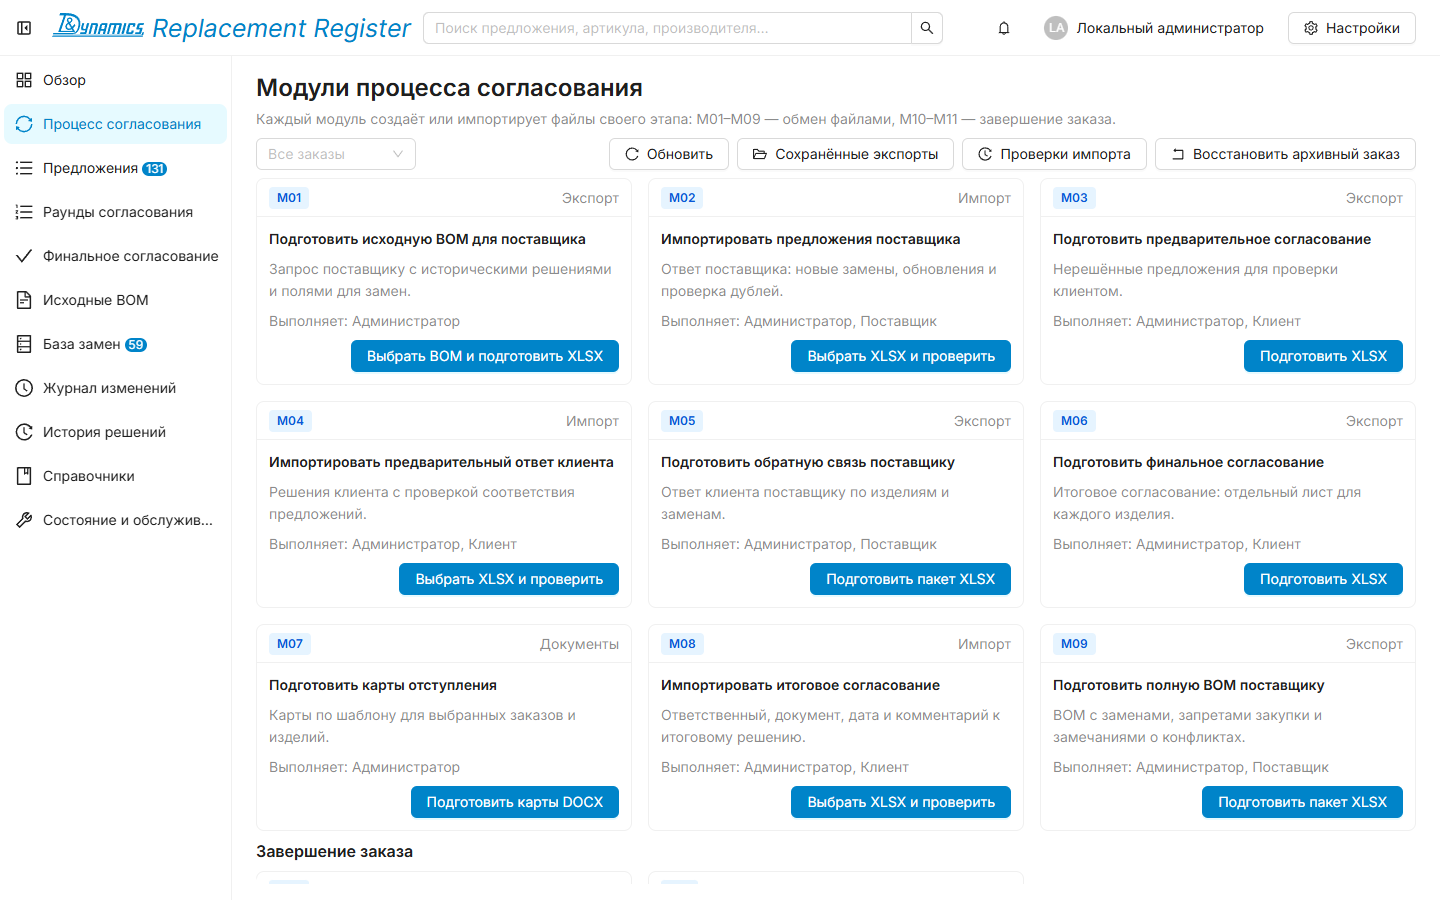 Dynamics Replacement Register
Поиск предложения, артикула, производителя...
LA
Локальный администратор
Настройки
Обзор
Процесс согласования
Предложения 131
Раунды согласования
Финальное согласование
Исходные BOM
База замен 59
Журнал изменений
История решений
Справочники
Состояние и обслужив...
Модули процесса согласования
Каждый модуль создаёт или импортирует файлы своего этапа: M01–M09 — обмен файлами, M10–M11 — завершение заказа.
Все заказы
Обновить
Сохранённые экспорты
Проверки импорта
Восстановить архивный заказ
M01 Экспорт
Подготовить исходную BOM для поставщика
Запрос поставщику с историческими решениями
и полями для замен.
Выполняет: Администратор
Выбрать BOM и подготовить XLSX
M02 Импорт
Импортировать предложения поставщика
Ответ поставщика: новые замены, обновления и
проверка дублей.
Выполняет: Администратор, Поставщик
Выбрать XLSX и проверить
M03 Экспорт
Подготовить предварительное согласование
Нерешённые предложения для проверки
клиентом.
Выполняет: Администратор, Клиент
Подготовить XLSX
M04 Импорт
Импортировать предварительный ответ клиента
Решения клиента с проверкой соответствия
предложений.
Выполняет: Администратор, Клиент
Выбрать XLSX и проверить
M05 Экспорт
Подготовить обратную связь поставщику
Ответ клиента поставщику по изделиям и
заменам.
Выполняет: Администратор, Поставщик
Подготовить пакет XLSX
M06 Экспорт
Подготовить финальное согласование
Итоговое согласование: отдельный лист для
каждого изделия.
Выполняет: Администратор, Клиент
Подготовить XLSX
M07 Документы
Подготовить карты отступления
Карты по шаблону для выбранных заказов и
изделий.
Выполняет: Администратор
Подготовить карты DOCX
M08 Импорт
Импортировать итоговое согласование
Ответственный, документ, дата и комментарий к
итоговому решению.
Выполняет: Администратор, Клиент
Выбрать XLSX и проверить
M09 Экспорт
Подготовить полную BOM поставщику
BOM с заменами, запретами закупки и
замечаниями о конфликтах.
Выполняет: Администратор, Поставщик
Подготовить пакет XLSX
Завершение заказа